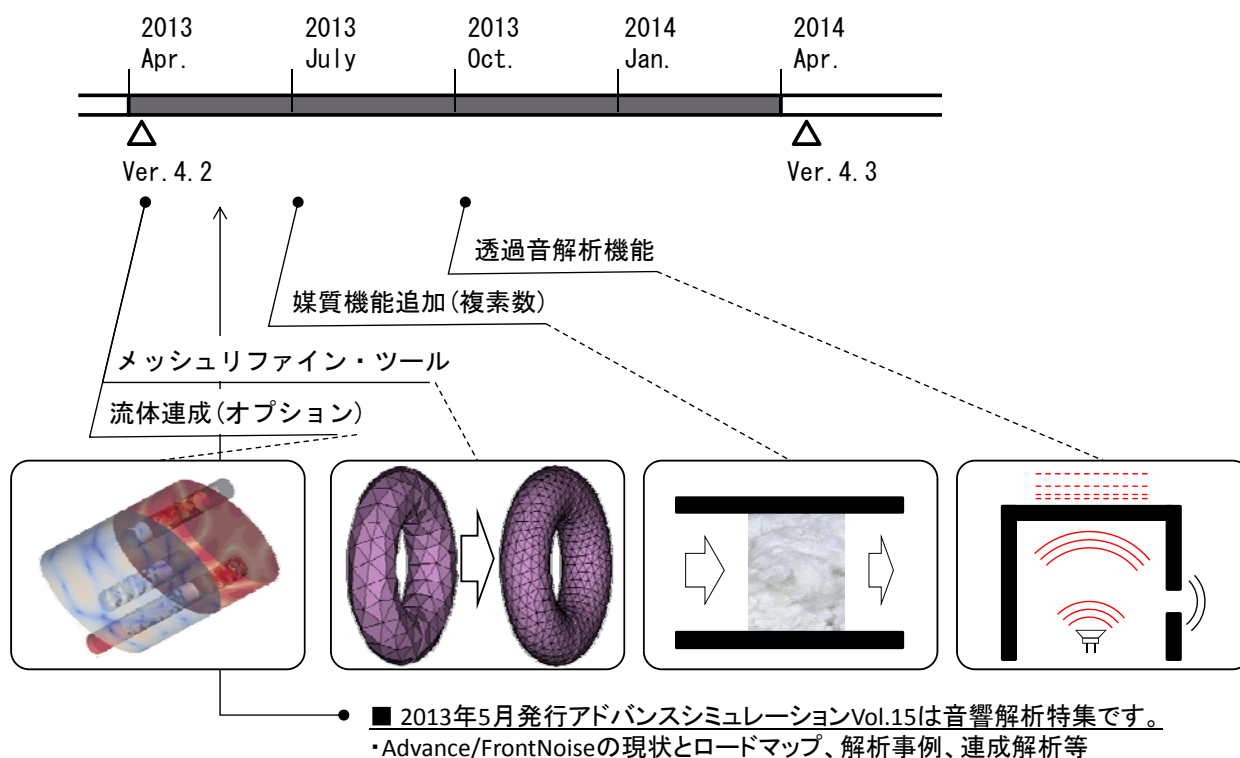 2013 Apr.
2013 July
2013 Oct.
2014 Jan.
2014 Apr.
Ver.4.2
Ver.4.3
透過音解析機能
媒質機能追加(複素数)
メッシュリファイン・ツール
流体連成(オプション)
■ 2013年5月発行アドバンスシミュレーションVol.15は音響解析特集です。
・Advance/FrontNoiseの現状とロードマップ、解析事例、連成解析等